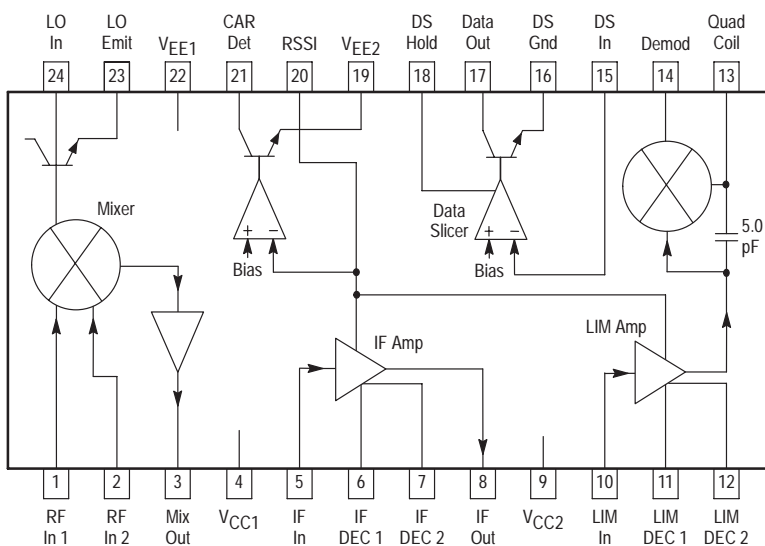 LO In
LO Emit
VEE1
CAR Det
RSSI
VEE2
DS Hold
Data Out
DS Gnd
DS In
Demod
Quad Coil
24
23
22
21
20
19
18
17
16
15
14
13
Mixer
Bias
+
–
Data Slicer
Bias
+
–
5.0 pF
IF Amp
LIM Amp
1
2
3
4
5
6
7
8
9
10
11
12
RF In 1
RF In 2
Mix Out
VCC1
IF In
IF DEC 1
IF DEC 2
IF Out
VCC2
LIM In
LIM DEC 1
LIM DEC 2